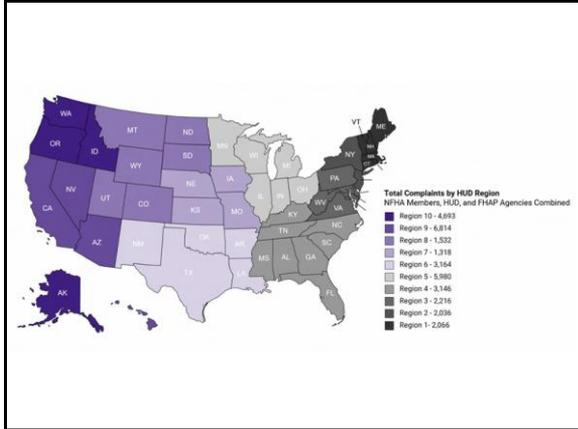 WA
MT
ND
MN
VT
ME
OR
ID
SD
WI
MI
NY
NH
MA
CT
WY
NE
IA
PA
NV
UT
CO
IL
IN
OH
WV
VA
CA
KS
MO
KY
NC
AZ
NM
OK
AR
TN
SC
MS
AL
GA
TX
LA
FL
AK
Total Complaints by HUD Region
NFHA Members, HUD, and FHAP Agencies Combined
Region 10 - 4,693
Region 9 - 6,814
Region 8 - 1,532
Region 7 - 1,318
Region 6 - 3,164
Region 5 - 5,980
Region 4 - 3,146
Region 3 - 2,216
Region 2 - 2,036
Region 1- 2,066